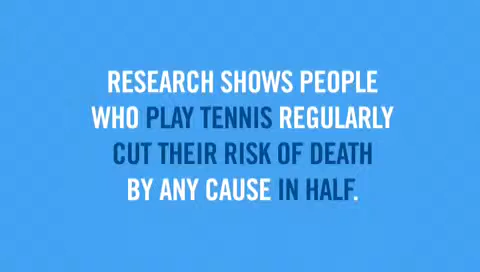 RESEARCH SHOWS PEOPLE
WHO PLAY TENNIS REGULARLY
CUT THEIR RISK OF DEATH
BY ANY CAUSE IN HALF.